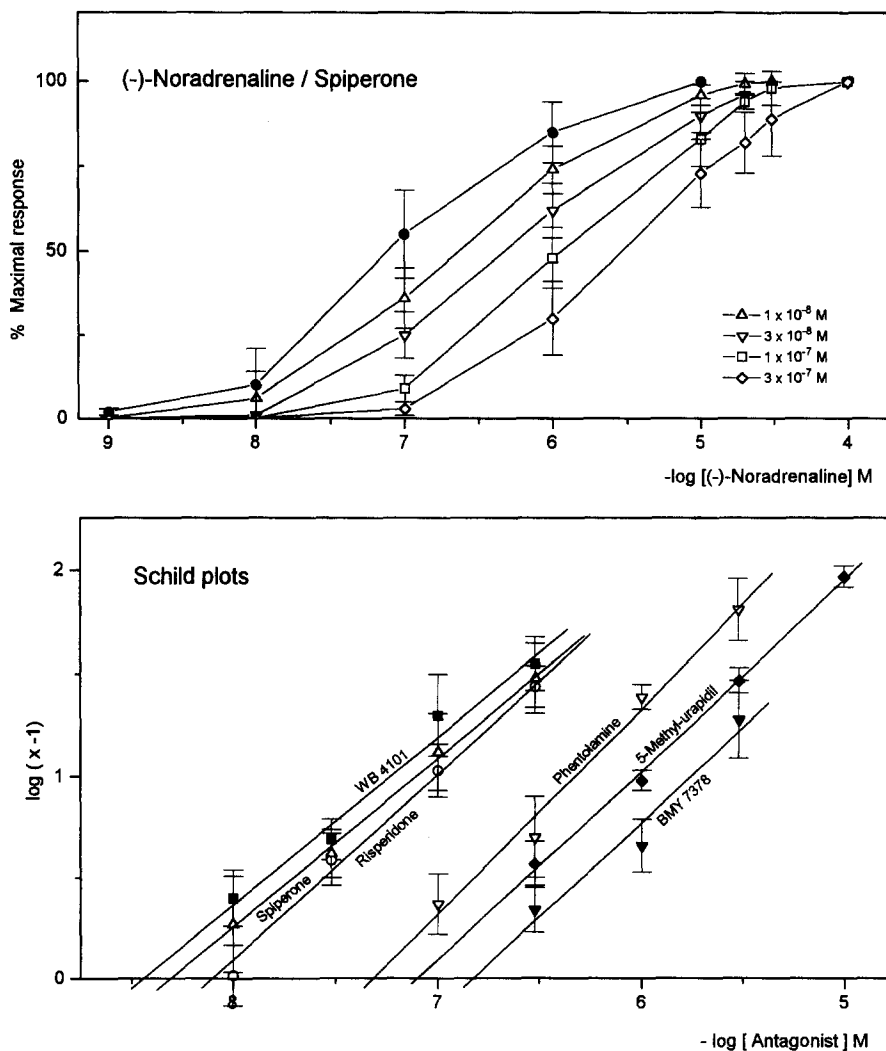 (-)-Noradrenaline / Spiperone
% Maximal response
100
50
0
1 x 10⁻⁸ M
3 x 10⁻⁸ M
1 x 10⁻⁷ M
3 x 10⁻⁷ M
9 8 7 6 5 4
-log [(-)-Noradrenaline] M
Schild plots
log ( x -1)
2
1
0
WB 4101
Spiperone
Risperidone
Phentolamine
5-Methyl-urapidil
BMY 7378
8 7 6 5
- log [ Antagonist ] M